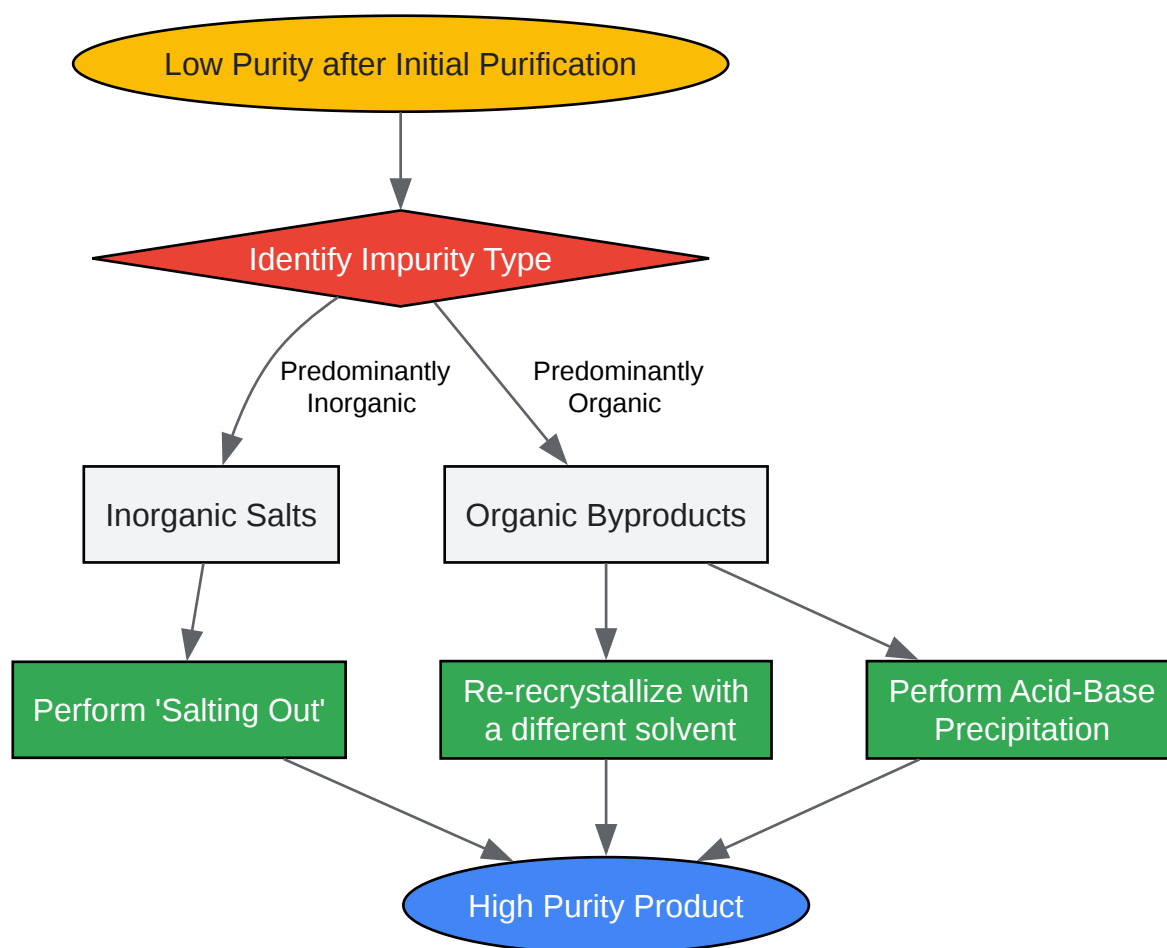 Low Purity after Initial Purification
Identify Impurity Type
Predominantly
Inorganic
Predominantly
Organic
Inorganic Salts
Organic Byproducts
Perform 'Salting Out'
Re-recrystallize with
a different solvent
Perform Acid-Base
Precipitation
High Purity Product